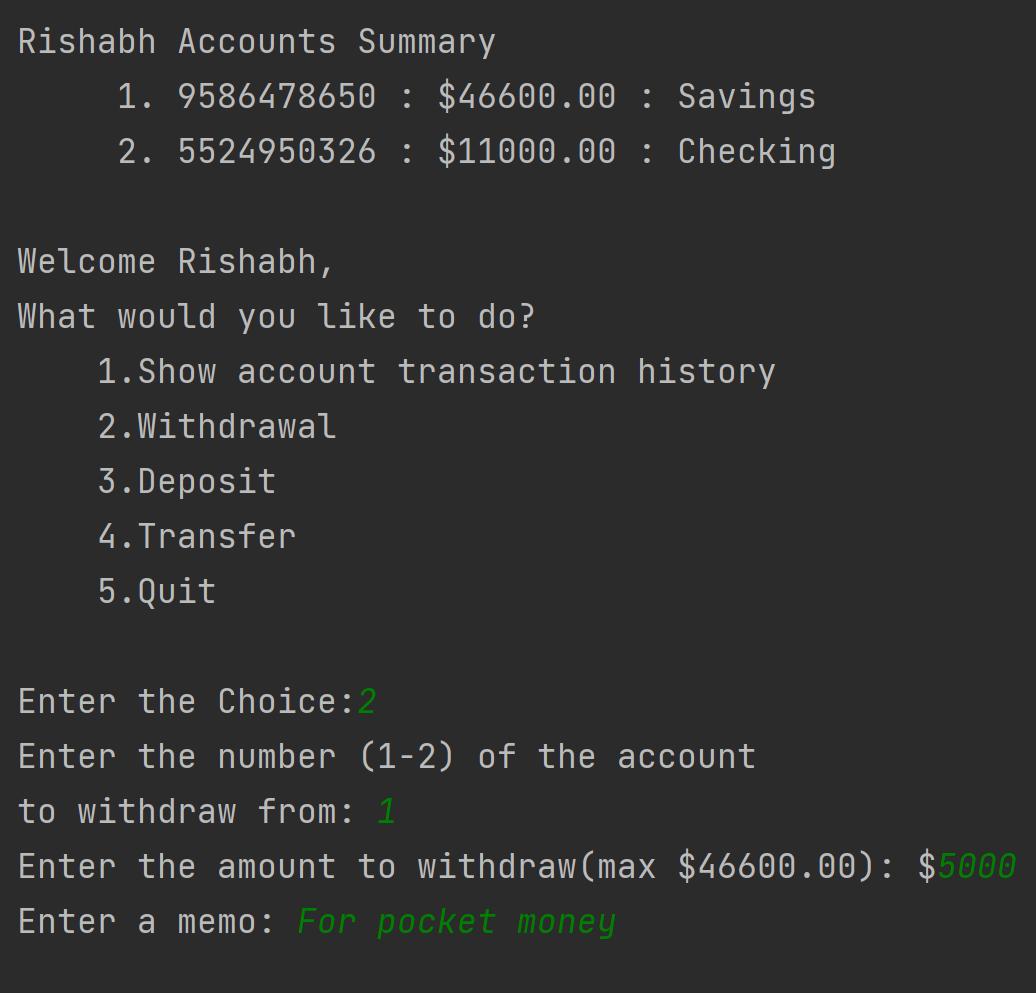 Rishabh Accounts Summary
1. 9586478650 : $46600.00 : Savings
2. 5524950326 : $11000.00 : Checking
Welcome Rishabh,
What would you like to do?
1.Show account transaction history
2.Withdrawal
3.Deposit
4.Transfer
5.Quit
Enter the Choice:2
Enter the number (1-2) of the account
to withdraw from: 1
Enter the amount to withdraw(max $46600.00): $5000
Enter a memo: For pocket money